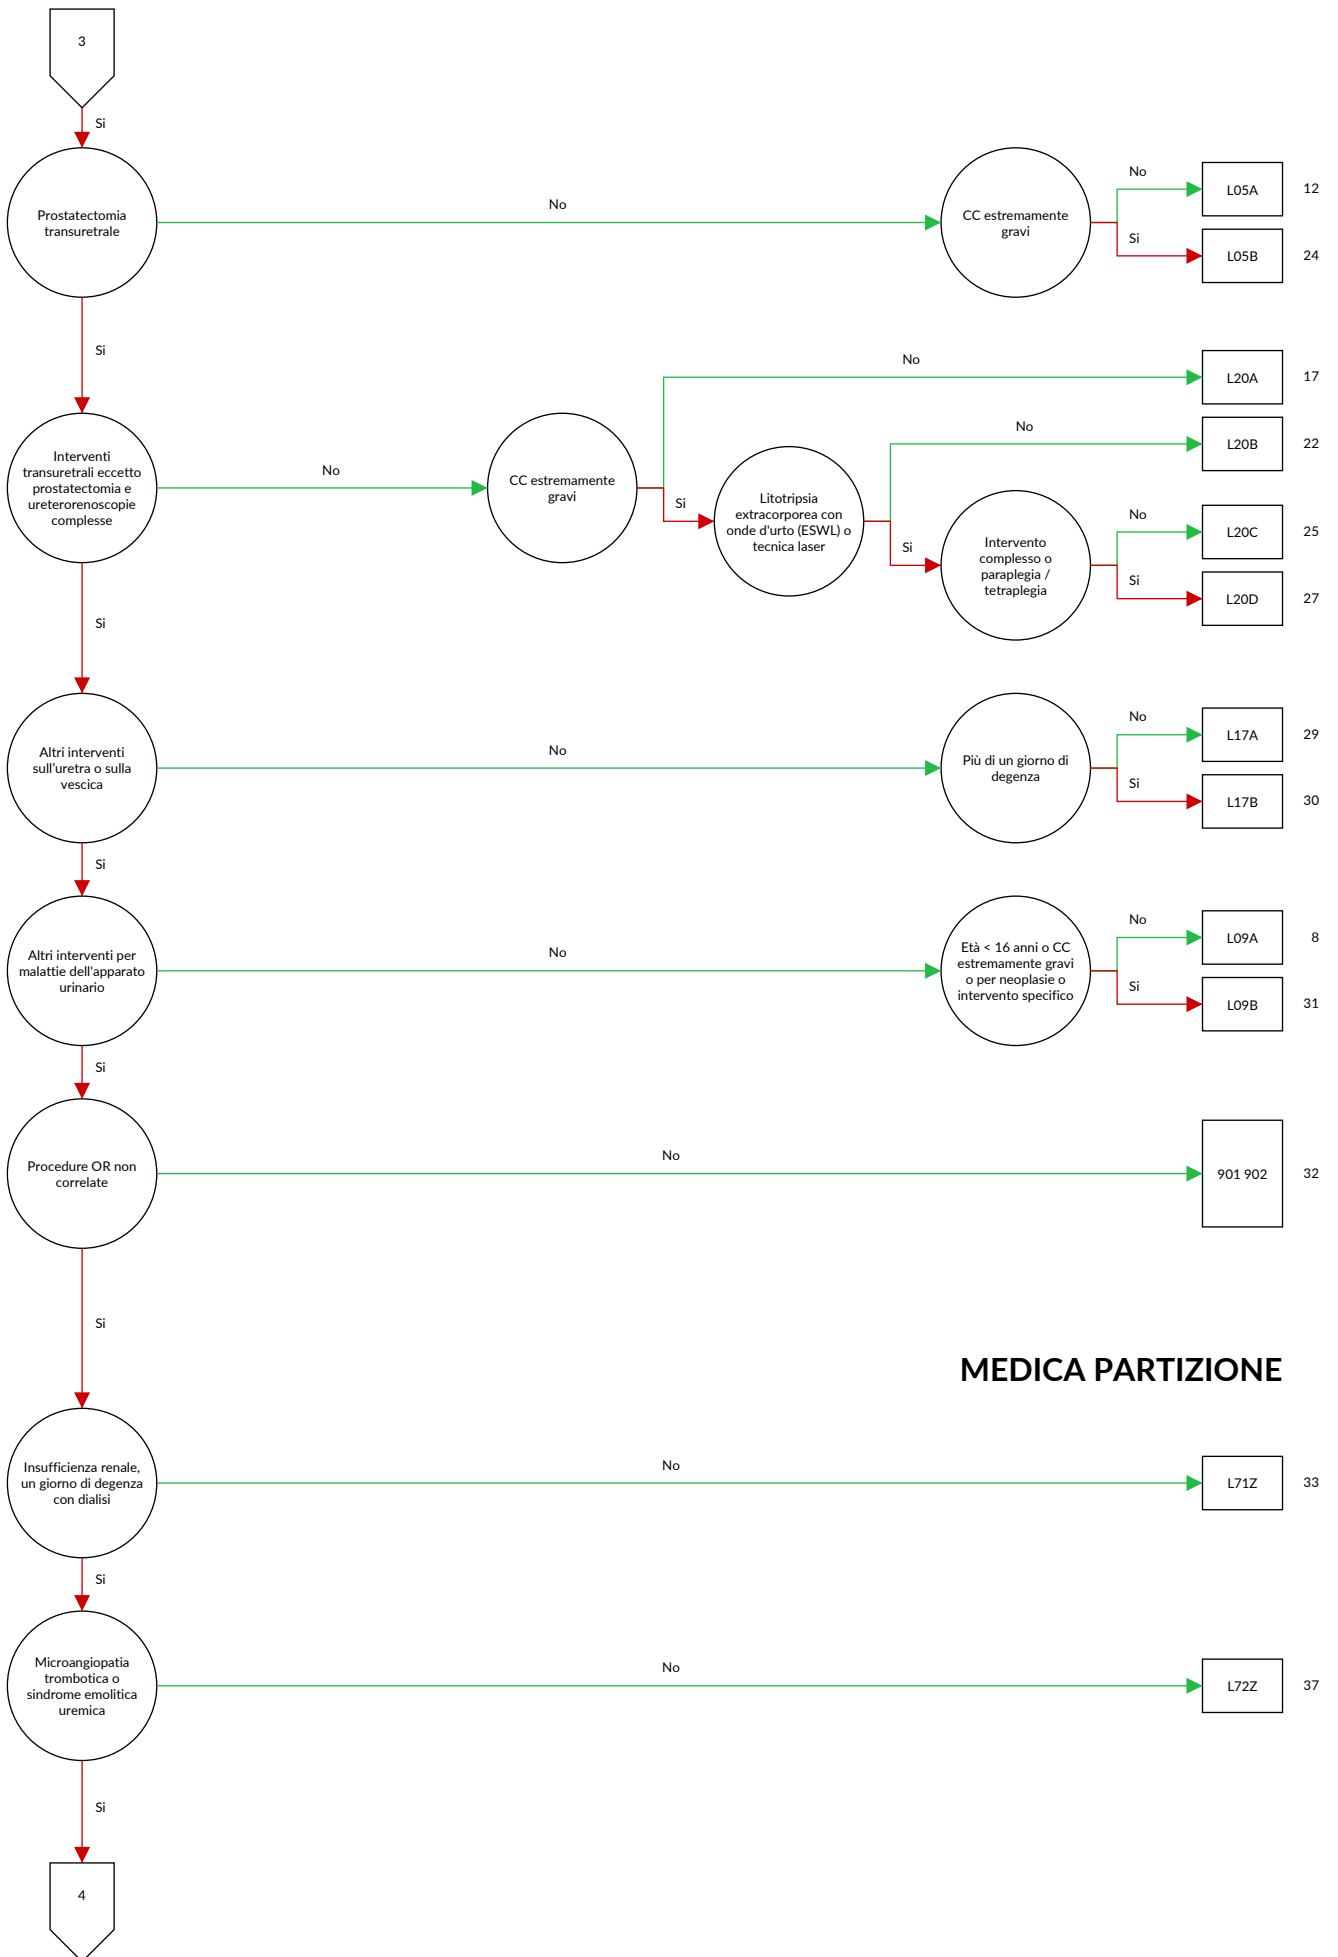 3
Si
Prostatectomia
transuretrale
No
CC estremamente
gravi
No
L05A
12
Si
L05B
24
Si
Interventi
transuretrali eccetto
prostatectomia e
ureterorenoscopie
complesse
No
CC estremamente
gravi
No
L20A
17
Si
Litotripsia
extracorporea con
onde d'urto (ESWL) o
tecnica laser
No
L20B
22
Si
Intervento
complesso o
paraplegia /
tetraplegia
No
L20C
25
Si
L20D
27
Si
Altri interventi
sull'uretra o sulla
vescica
No
Più di un giorno di
degenza
No
L17A
29
Si
L17B
30
Si
Altri interventi per
malattie dell'apparato
urinario
No
Età < 16 anni o CC
estremamente gravi
o per neoplasie o
intervento specifico
No
L09A
8
Si
L09B
31
Si
Procedure OR non
correlate
No
901 902
32
Si
MEDICA PARTIZIONE
Insufficienza renale,
un giorno di degenza
con dialisi
No
L71Z
33
Si
Microangiopatia
trombotica o
sindrome emolitica
uremica
No
L72Z
37
Si
4